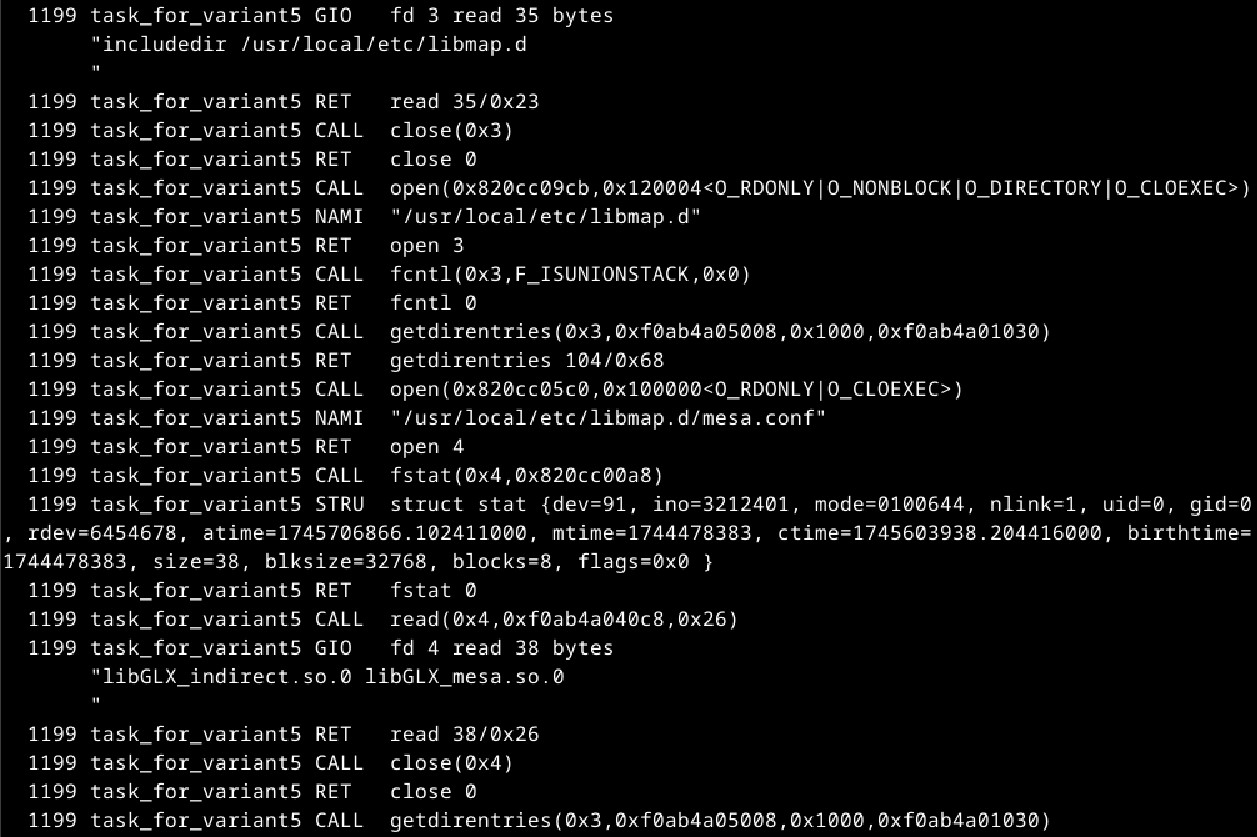 1199 task_for_variant5 GIO   fd 3 read 35 bytes
"includedir /usr/local/etc/libmap.d
"
1199 task_for_variant5 RET   read 35/0x23
1199 task_for_variant5 CALL  close(0x3)
1199 task_for_variant5 RET   close 0
1199 task_for_variant5 CALL  open(0x820cc09cb,0x120004<O_RDONLY|O_NONBLOCK|O_DIRECTORY|O_CLOEXEC>)
1199 task_for_variant5 NAMI  "/usr/local/etc/libmap.d"
1199 task_for_variant5 RET   open 3
1199 task_for_variant5 CALL  fcntl(0x3,F_ISUNIONSTACK,0x0)
1199 task_for_variant5 RET   fcntl 0
1199 task_for_variant5 CALL  getdirentries(0x3,0xf0ab4a05008,0x1000,0xf0ab4a01030)
1199 task_for_variant5 RET   getdirentries 104/0x68
1199 task_for_variant5 CALL  open(0x820cc05c0,0x100000<O_RDONLY|O_CLOEXEC>)
1199 task_for_variant5 NAMI  "/usr/local/etc/libmap.d/mesa.conf"
1199 task_for_variant5 RET   open 4
1199 task_for_variant5 CALL  fstat(0x4,0x820cc00a8)
1199 task_for_variant5 STRU  struct stat {dev=91, ino=3212401, mode=0100644, nlink=1, uid=0, gid=0
, rdev=6454678, atime=1745706866.102411000, mtime=1744478383, ctime=1745603938.204416000, birthtime=
1744478383, size=38, blksize=32768, blocks=8, flags=0x0 }
1199 task_for_variant5 RET   fstat 0
1199 task_for_variant5 CALL  read(0x4,0xf0ab4a040c8,0x26)
1199 task_for_variant5 GIO   fd 4 read 38 bytes
"libGLX_indirect.so.0 libGLX_mesa.so.0
"
1199 task_for_variant5 RET   read 38/0x26
1199 task_for_variant5 CALL  close(0x4)
1199 task_for_variant5 RET   close 0
1199 task_for_variant5 CALL  getdirentries(0x3,0xf0ab4a05008,0x1000,0xf0ab4a01030)